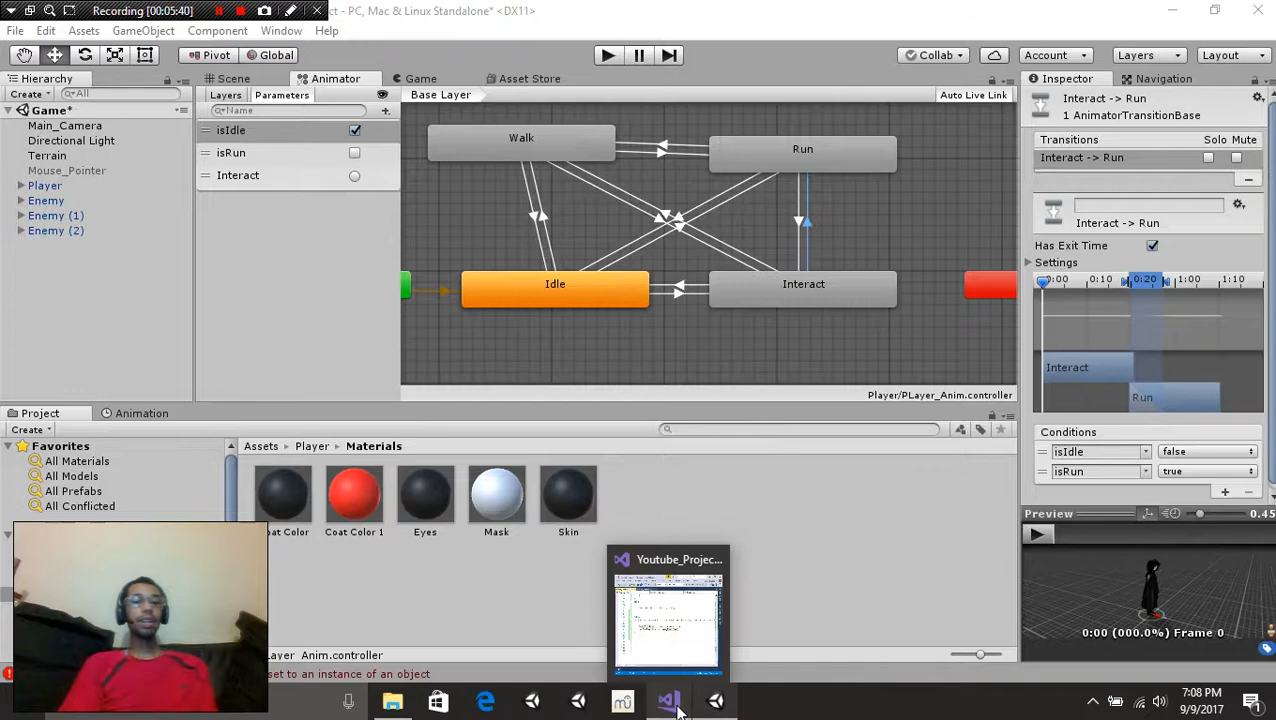 Recording [00:05:40]
ct - PC, Mac & Linux Standalone* <DX11>
File Edit Assets GameObject Component Window Help
Pivot Global Collab Account Layers Layout
Hierarchy Scene Animator Game Asset Store Inspector Navigation
Create All Layers Parameters Base Layer Auto Live Link
Name
Game*
Main_Camera
Directional Light
Terrain
Mouse_Pointer
Player
Enemy
Enemy (1)
Enemy (2)
isIdle
isRun
Interact
Walk
Run
Idle
Interact
Player/PLayer_Anim.controller
Interact -> Run
1 AnimatorTransitionBase
Transitions Solo Mute
Interact -> Run
Interact -> Run
Has Exit Time
Settings
0:00 0:10 0:20 1:00 1:10
Interact
Run
Conditions
isIdle false
isRun true
Preview 0.45
0:00 (000.0%) Frame 0
Project Animation
Create
Favorites
All Materials
All Models
All Prefabs
All Conflicted
Assets Player Materials
oat Color Coat Color 1 Eyes Mask Skin
Youtube_Projec...
layer_Anim.controller
set to an instance of an object
7:08 PM
9/9/2017